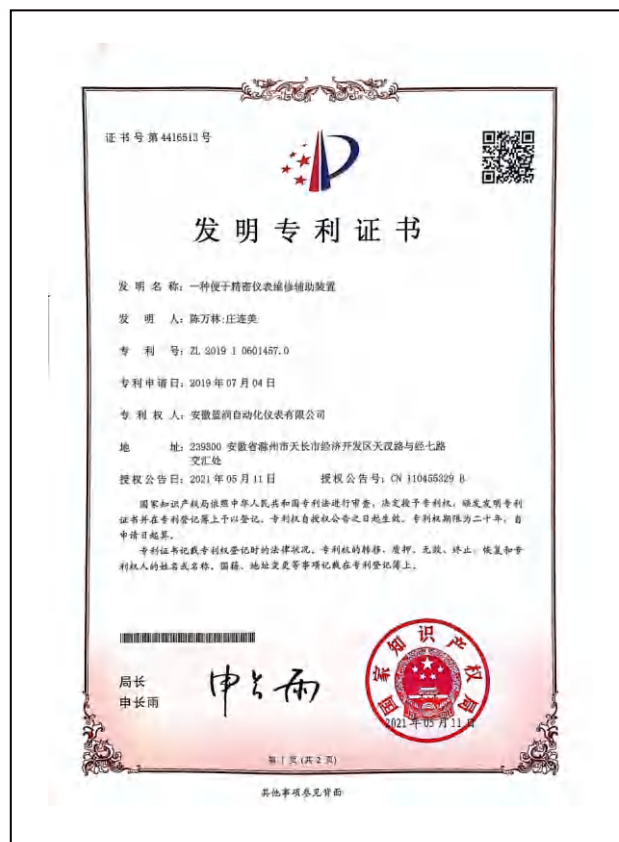 证书号第4416513号
发明专利证书
发明名称：一种便于精密仪表维修辅助装置
发明人：陈万林;庄连美
专利号：ZL 2019 1 0601457.0
专利申请日：2019年07月04日
专利权人：安徽蓝润自动化仪表有限公司
地址：239300 安徽省滁州市天长市经济开发区天汊路与经七路
交汇处
授权公告日：2021年05月11日 授权公告号：CN 110455329 B
国家知识产权局依照中华人民共和国专利法进行审查，决定授予专利权，颁发发明专利
证书并在专利登记簿上予以登记。专利权自授权公告之日起生效。专利权期限为二十年，自
申请日起算。
专利证书记载专利权登记时的法律状况。专利权的转移、质押、无效、终止、恢复和专
利权人的姓名或名称、国籍、地址变更等事项记载在专利登记簿上。
局长
申长雨
申长雨
国家知识产权局
2021年05月11日
第1页(共2页)
其他事项参见背面